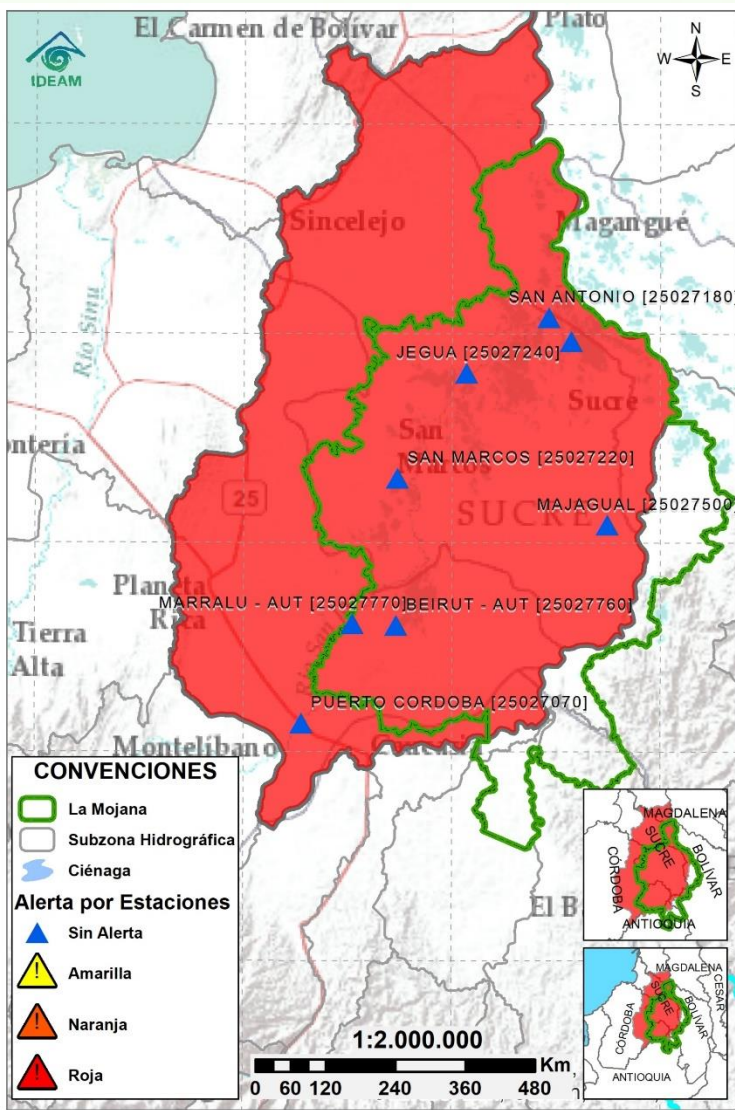 El Carmen de Bolívar
Plato
N
W E
S
IDEAM
Sincelejo
Magangué
Río Sinu
SAN ANTONIO [25027180]
JEGUA [25027240]
Sucre
San
Marcos
SAN MARCOS [25027220]
25
SUCRE
MAJAGUAL [25027500]
Planeta
Rica
MARRALU - AUT [25027770]
BEIRUT - AUT [25027760]
Tierra
Alta
PUERTO CORDOBA [25027070]
Montelíbano
CONVENCIONES
La Mojana
Subzona Hidrográfica
Ciénaga
Alerta por Estaciones
Sin Alerta
Amarilla
Naranja
Roja
El B
1:2.000.000
Km
0 60 120 240 360 480
MAGDALENA
SUCRE
BOLÍVAR
CÓRDOBA
ANTIOQUIA
MAGDALENA
CESAR
SUCRE
BOLÍVAR
CÓRDOBA
ANTIOQUIA